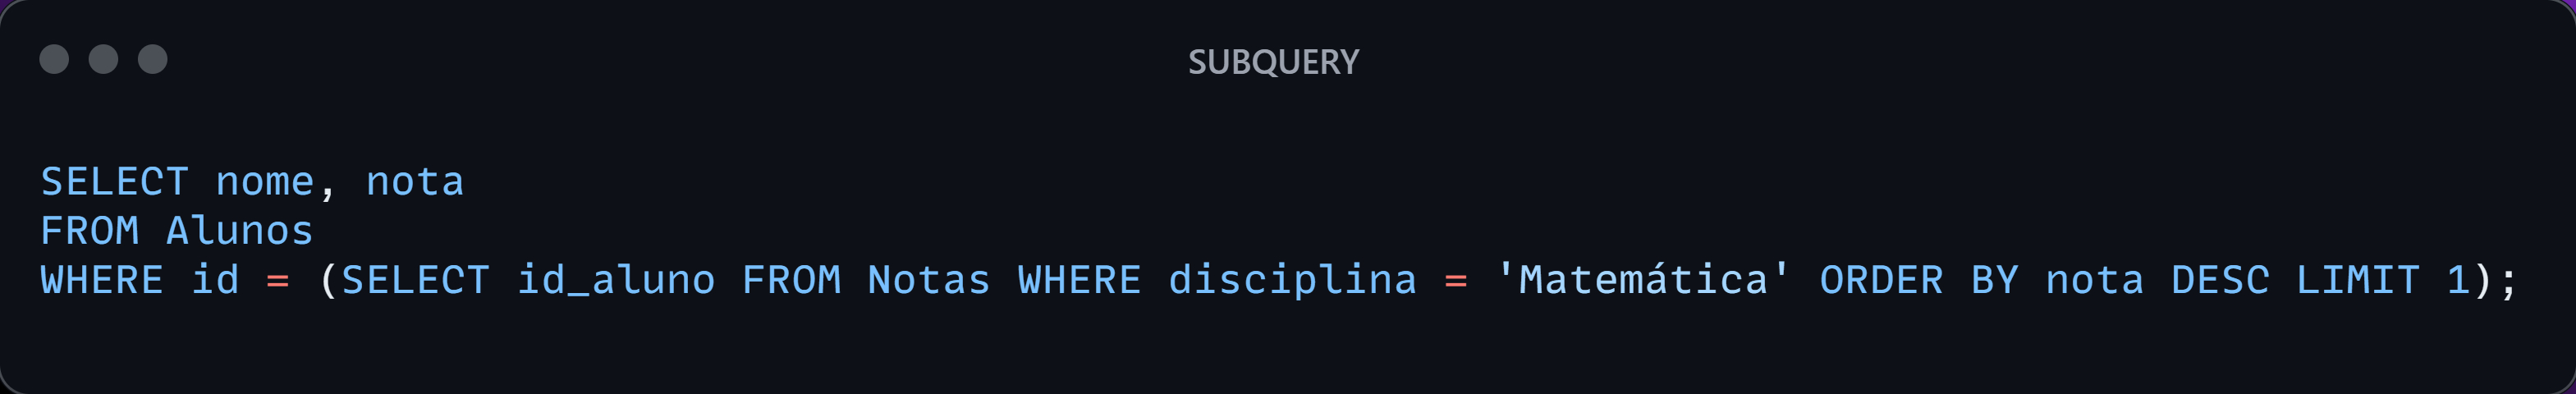 SUBQUERY
SELECT nome, nota
FROM Alunos
WHERE id = (SELECT id_aluno FROM Notas WHERE disciplina = 'Matemática' ORDER BY nota DESC LIMIT 1);